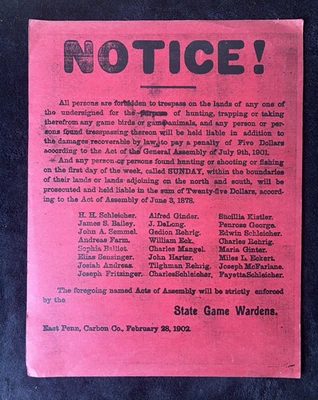 NOTICE!
All persons are forbidden to trespass on the lands of any one of
the undersigned for the purpose of hunting, trapping or taking
therefrom any game birds or game animals, and any person or per-
sons found trespassing thereon will be held liable in addition to
the damages recoverable by law, to pay a penalty of Five Dollars
according to the Act of the General Assembly of July 9th, 1901.
And any person or persons found hunting or shooting or fishing
on the first day of the week, called SUNDAY, within the boundaries
of their lands or lands adjoining on the north and south, will be
prosecuted and held liable in the sum of Twenty-five Dollars, accord-
ing to the Act of Assembly of June 3, 1878.
H. H. Schleicher. Alfred Ginder. Stacilia Kistler.
James S. Bailey. J. DeLong. Penrose George.
John A. Semmel. Gedion Rehrig. Edwin Schleicher.
Andreas Farm. William Eck. Charles Rehrig.
Sophia Balliet. Charles Mangel. Maria Ginter.
Elias Sensinger. John Harter. Miles L. Eckert.
Josiah Andreas. Tilghman Rehrig. Joseph McFarlane.
Joseph Fritzinger. Charles Schleicher. Fayetta Schleicher.
The foregoing named Acts of Assembly will be strictly enforced
by the
State Game Wardens.
East Penn, Carbon Co., February 28, 1902.